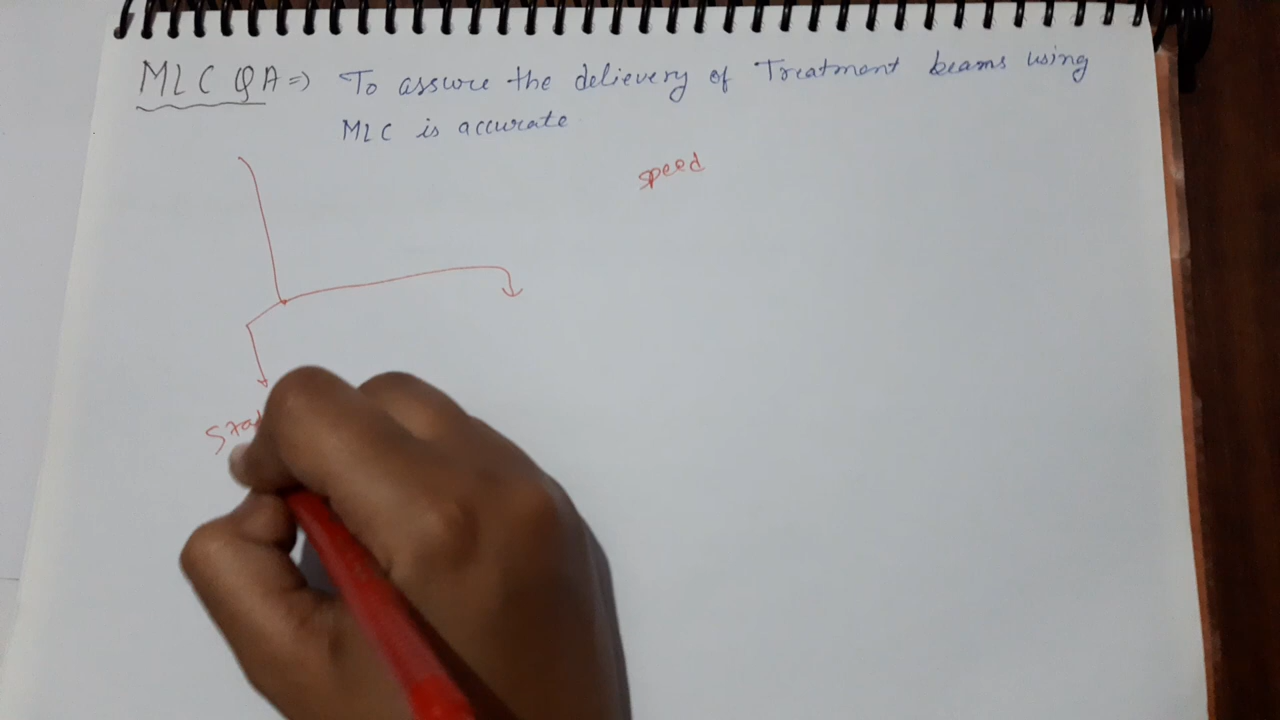 MLC QA => To assure the delievery of Treatment beams using
MLC is accurate
speed